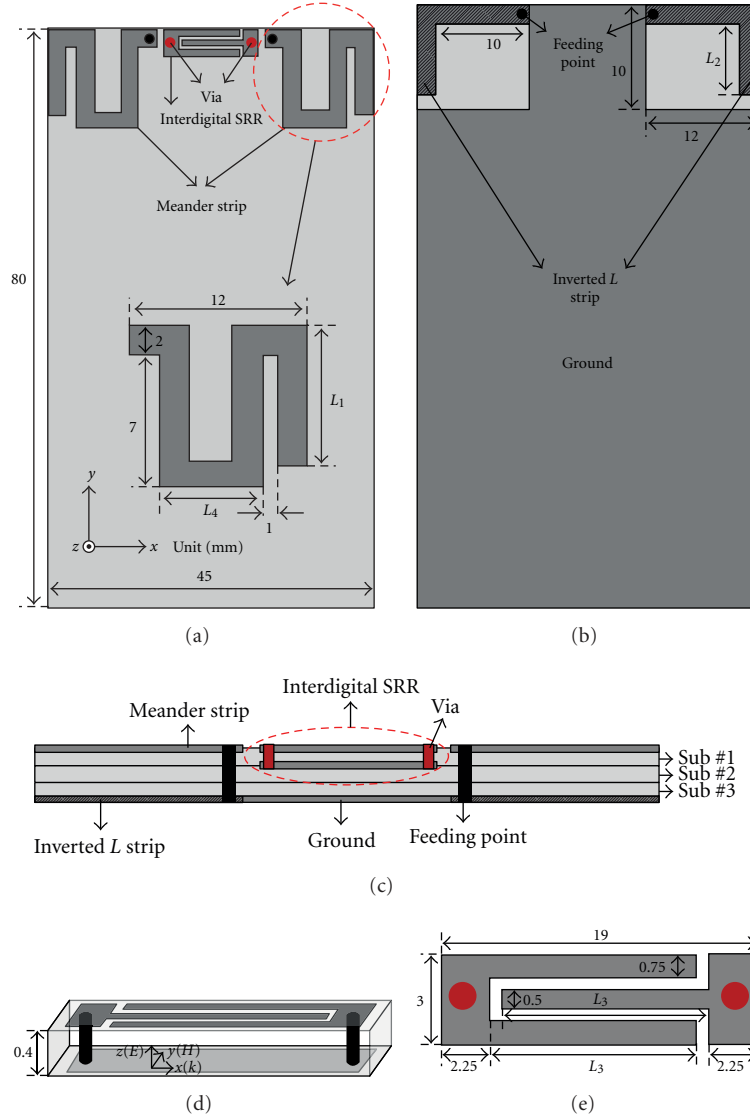 Via
Interdigital SRR
Meander strip
80
12
2
7
L1
L4
1
y
z
x
Unit (mm)
45
(a)
10
Feeding
point
10
L2
12
Inverted L
strip
Ground
(b)
Interdigital SRR
Meander strip
Via
Sub #1
Sub #2
Sub #3
Inverted L strip
Ground
Feeding point
(c)
0.4
z(E)
y(H)
x(k)
(d)
19
0.75
3
0.5
L3
2.25
L3
2.25
(e)